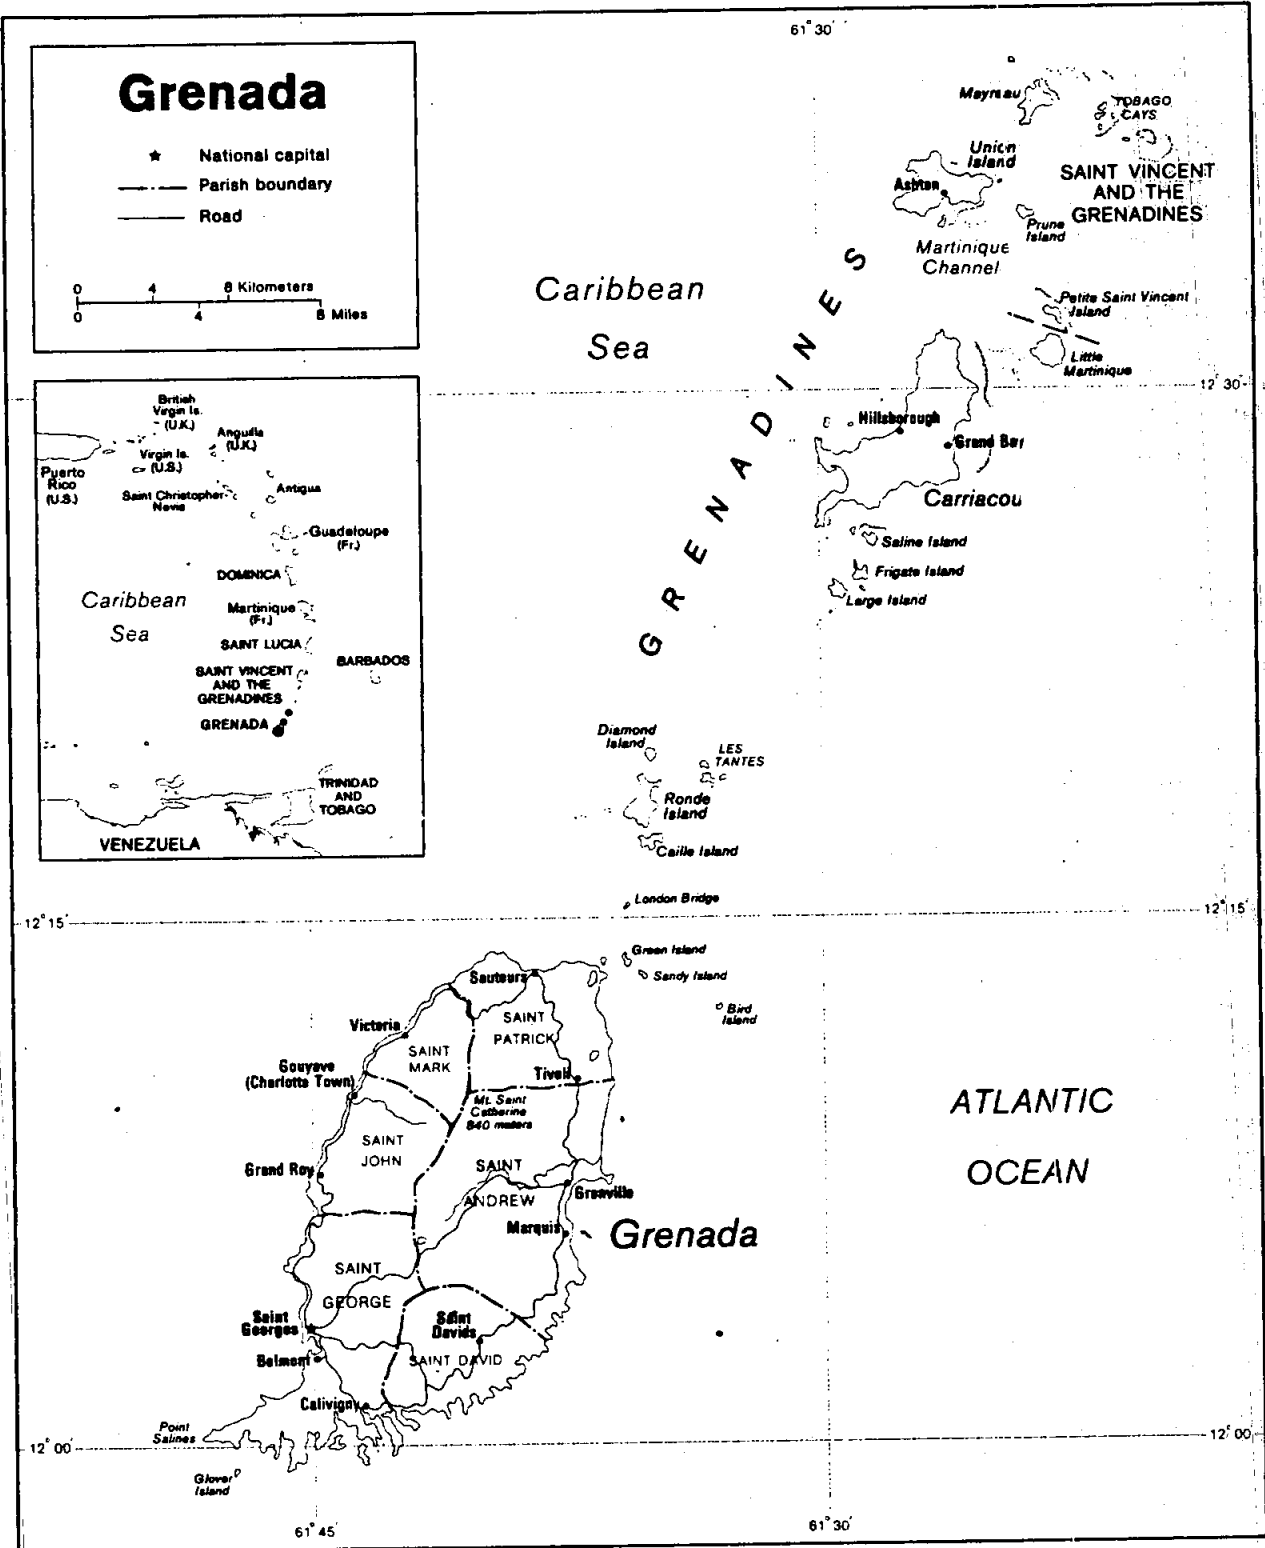 61° 30′
Grenada
National capital
Parish boundary
Road
0 4 8 Kilometers
0 4 8 Miles
Mayreau
TOBAGO
CAYS
Union
Island
Ashton
SAINT VINCENT
AND THE
GRENADINES
Prune
Island
Martinique
Channel
Caribbean
Sea
GRENADINES
Petite Saint Vincent
Island
Little
Martinique
12° 30′
Hillsborough
Grand Bay
Carriacou
Saline Island
Frigate Island
Large Island
British
Virgin Is.
(U.K.)
Anguilla
(U.K.)
Virgin Is.
(U.S.)
Puerto
Rico
(U.S.)
Saint Christopher-
Nevis
Antigua
Guadeloupe
(Fr.)
DOMINICA
Caribbean
Sea
Martinique
(Fr.)
SAINT LUCIA
SAINT VINCENT
AND THE
GRENADINES
BARBADOS
GRENADA
TRINIDAD
AND
TOBAGO
VENEZUELA
Diamond
Island
LES
TANTES
Ronde
Island
Caille Island
London Bridge
12° 15′
12° 15′
Green Island
Sandy Island
Bird
Island
Sauteurs
SAINT
PATRICK
Victoria
SAINT
MARK
Gouyave
(Charlotte Town)
Tivoli
Mt. Saint
Catherine
840 meters
SAINT
JOHN
Grand Roy
SAINT
ANDREW
Grenville
Marquis
Grenada
ATLANTIC
OCEAN
SAINT
GEORGE
Saint
Georges
Saint
Davids
Belmont
SAINT DAVID
Calivigny
Point
Salines
12° 00′
12° 00′
Glover
Island
61° 45′
61° 30′